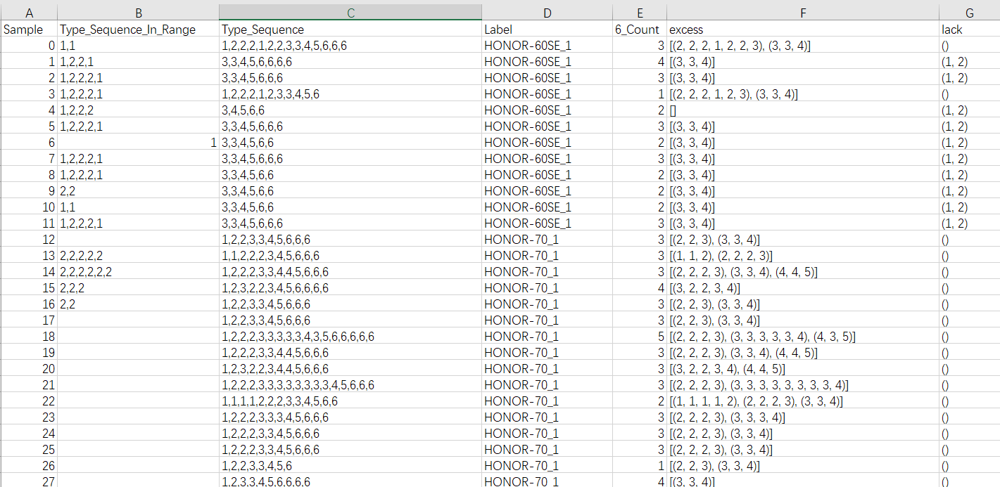 A B C D E F G
Sample Type_Sequence_In_Range Type_Sequence Label 6_Count excess lack
0 1,1 1,2,2,2,1,2,2,3,3,4,5,6,6,6 HONOR-60SE_1 3 [(2, 2, 2, 1, 2, 2, 3), (3, 3, 4)] ()
1 1,2,2,1 3,3,4,5,6,6,6,6 HONOR-60SE_1 4 [(3, 3, 4)] (1, 2)
2 1,2,2,2,1 3,3,4,5,6,6,6 HONOR-60SE_1 3 [(3, 3, 4)] (1, 2)
3 1,2,2,2,1 1,2,2,2,1,2,3,3,4,5,6 HONOR-60SE_1 1 [(2, 2, 2, 1, 2, 3), (3, 3, 4)] ()
4 1,2,2,2 3,4,5,6,6 HONOR-60SE_1 2 [] (1, 2)
5 1,2,2,2,1 3,3,4,5,6,6,6 HONOR-60SE_1 3 [(3, 3, 4)] (1, 2)
6 1 3,3,4,5,6,6 HONOR-60SE_1 2 [(3, 3, 4)] (1, 2)
7 1,2,2,2,1 3,3,4,5,6,6,6 HONOR-60SE_1 3 [(3, 3, 4)] (1, 2)
8 1,2,2,2,1 3,3,4,5,6,6 HONOR-60SE_1 2 [(3, 3, 4)] (1, 2)
9 2,2 3,3,4,5,6,6 HONOR-60SE_1 2 [(3, 3, 4)] (1, 2)
10 1,1 3,3,4,5,6,6 HONOR-60SE_1 2 [(3, 3, 4)] (1, 2)
11 1,2,2,2,1 3,3,4,5,6,6,6 HONOR-60SE_1 3 [(3, 3, 4)] (1, 2)
12 1,2,2,3,3,4,5,6,6,6 HONOR-70_1 3 [(2, 2, 3), (3, 3, 4)] ()
13 2,2,2,2,2 1,1,2,2,2,3,4,5,6,6,6 HONOR-70_1 3 [(1, 1, 2), (2, 2, 2, 3)] ()
14 2,2,2,2,2,2 1,2,2,2,3,3,4,4,5,6,6,6 HONOR-70_1 3 [(2, 2, 2, 3), (3, 3, 4), (4, 4, 5)] ()
15 2,2,2 1,2,3,2,2,3,4,5,6,6,6,6 HONOR-70_1 4 [(3, 2, 2, 3, 4)] ()
16 2,2 1,2,2,3,3,4,5,6,6,6 HONOR-70_1 3 [(2, 2, 3), (3, 3, 4)] ()
17 1,2,2,3,3,4,5,6,6,6 HONOR-70_1 3 [(2, 2, 3), (3, 3, 4)] ()
18 1,2,2,2,3,3,3,3,3,4,3,5,6,6,6,6,6 HONOR-70_1 5 [(2, 2, 2, 3), (3, 3, 3, 3, 3, 4), (4, 3, 5)] ()
19 1,2,2,2,3,3,4,4,5,6,6,6 HONOR-70_1 3 [(2, 2, 2, 3), (3, 3, 4), (4, 4, 5)] ()
20 1,2,3,2,2,3,4,4,5,6,6,6 HONOR-70_1 3 [(3, 2, 2, 3, 4), (4, 4, 5)] ()
21 1,2,2,2,3,3,3,3,3,3,3,3,4,5,6,6,6 HONOR-70_1 3 [(2, 2, 2, 3), (3, 3, 3, 3, 3, 3, 3, 3, 4)] ()
22 1,1,1,1,2,2,2,3,3,4,5,6,6 HONOR-70_1 2 [(1, 1, 1, 1, 2), (2, 2, 2, 3), (3, 3, 4)] ()
23 1,2,2,2,3,3,3,4,5,6,6,6 HONOR-70_1 3 [(2, 2, 2, 3), (3, 3, 3, 4)] ()
24 1,2,2,2,3,3,4,5,6,6,6 HONOR-70_1 3 [(2, 2, 2, 3), (3, 3, 4)] ()
25 1,2,2,2,3,3,4,5,6,6,6 HONOR-70_1 3 [(2, 2, 2, 3), (3, 3, 4)] ()
26 1,2,2,3,3,4,5,6 HONOR-70_1 1 [(2, 2, 3), (3, 3, 4)] ()
27 1,2,3,3,4,5,6,6,6,6 HONOR-70_1 4 [(3, 3, 4)] ()